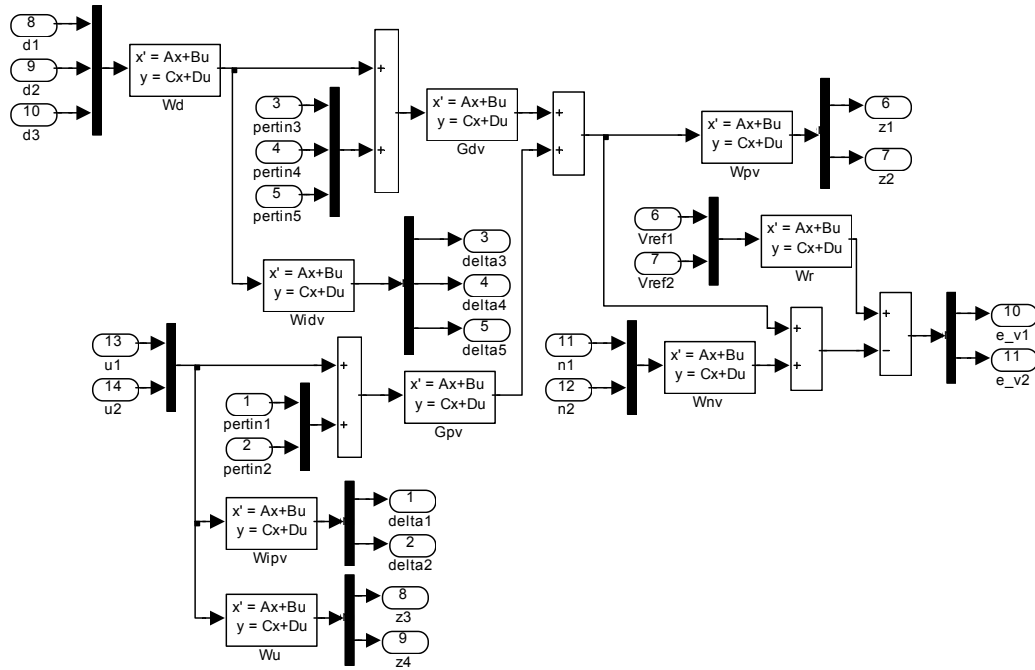 8
d1
9
d2
10
d3
x' = Ax+Bu
y = Cx+Du
Wd
3
pertin3
4
pertin4
5
pertin5
+
+
x' = Ax+Bu
y = Cx+Du
Gdv
+
+
x' = Ax+Bu
y = Cx+Du
Wpv
6
z1
7
z2
6
Vref1
7
Vref2
x' = Ax+Bu
y = Cx+Du
Wr
x' = Ax+Bu
y = Cx+Du
Widv
3
delta3
4
delta4
5
delta5
11
n1
12
n2
x' = Ax+Bu
y = Cx+Du
Wnv
+
+
+
−
10
e_v1
11
e_v2
13
u1
14
u2
1
pertin1
2
pertin2
+
+
x' = Ax+Bu
y = Cx+Du
Gpv
x' = Ax+Bu
y = Cx+Du
Wipv
1
delta1
2
delta2
x' = Ax+Bu
y = Cx+Du
Wu
8
z3
9
z4